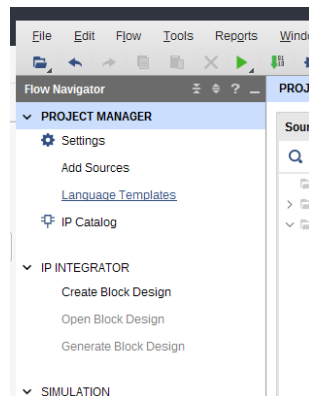 File Edit Flow Tools Reports
Flow Navigator ?
PROJECT MANAGER
Settings
Add Sources
Language Templates
IP Catalog
IP INTEGRATOR
Create Block Design
Open Block Design
Generate Block Design
SIMULATION